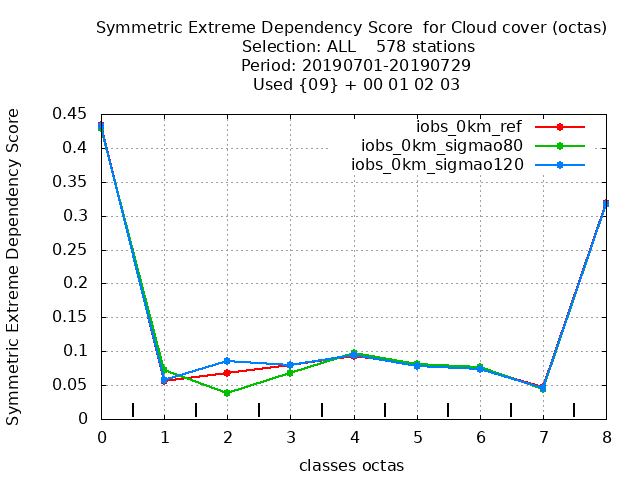 Symmetric Extreme Dependency Score  for Cloud cover (octas)
Selection: ALL    578 stations
Period: 20190701-20190729
Used {09} + 00 01 02 03
Symmetric Extreme Dependency Score
0.45
0.4
0.35
0.3
0.25
0.2
0.15
0.1
0.05
0
iobs_0km_ref
iobs_0km_sigmao80
iobs_0km_sigmao120
0 1 2 3 4 5 6 7 8
classes octas